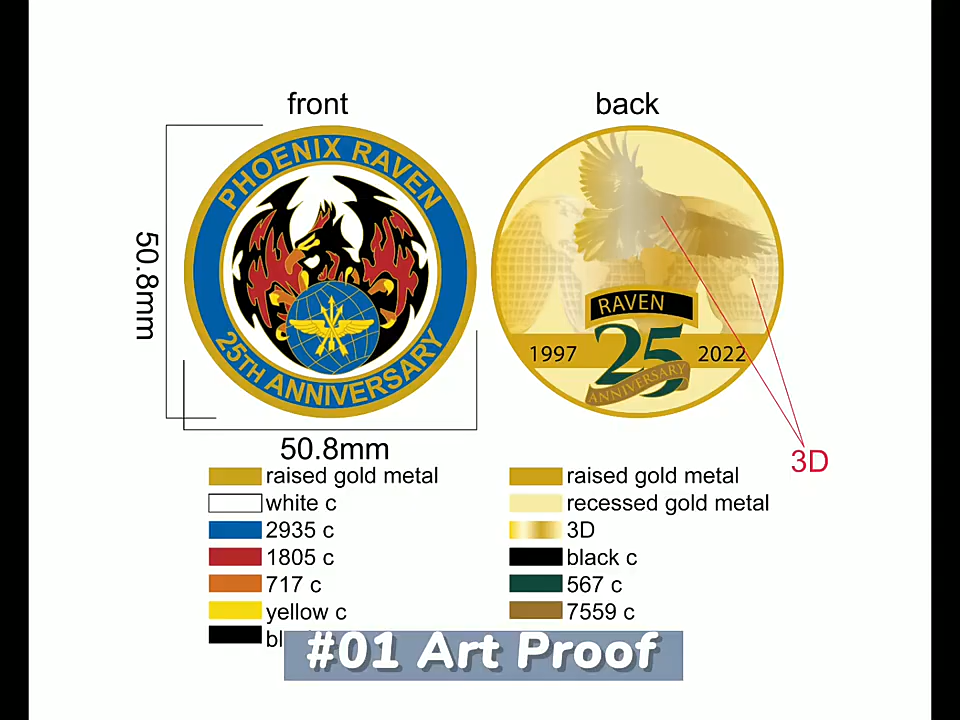 front
back
PHOENIX RAVEN
25TH ANNIVERSARY
RAVEN
1997
25
2022
ANNIVERSARY
50.8mm
50.8mm
3D
raised gold metal
white c
2935 c
1805 c
717 c
yellow c
raised gold metal
recessed gold metal
3D
black c
567 c
7559 c
#01 Art Proof